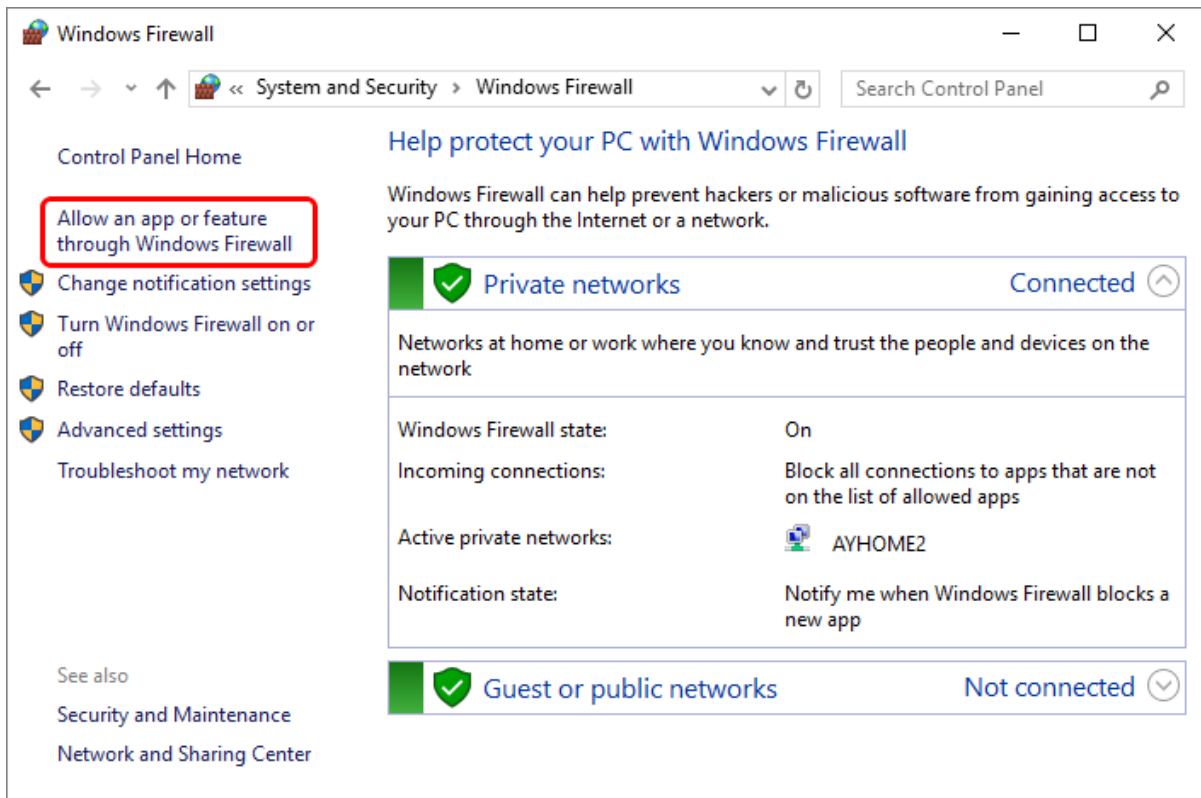 Windows Firewall
« System and Security › Windows Firewall
Search Control Panel
Control Panel Home
Allow an app or feature
through Windows Firewall
Change notification settings
Turn Windows Firewall on or
off
Restore defaults
Advanced settings
Troubleshoot my network
See also
Security and Maintenance
Network and Sharing Center
Help protect your PC with Windows Firewall
Windows Firewall can help prevent hackers or malicious software from gaining access to
your PC through the Internet or a network.
Private networks Connected
Networks at home or work where you know and trust the people and devices on the
network
Windows Firewall state: On
Incoming connections: Block all connections to apps that are not
on the list of allowed apps
Active private networks: AYHOME2
Notification state: Notify me when Windows Firewall blocks a
new app
Guest or public networks Not connected